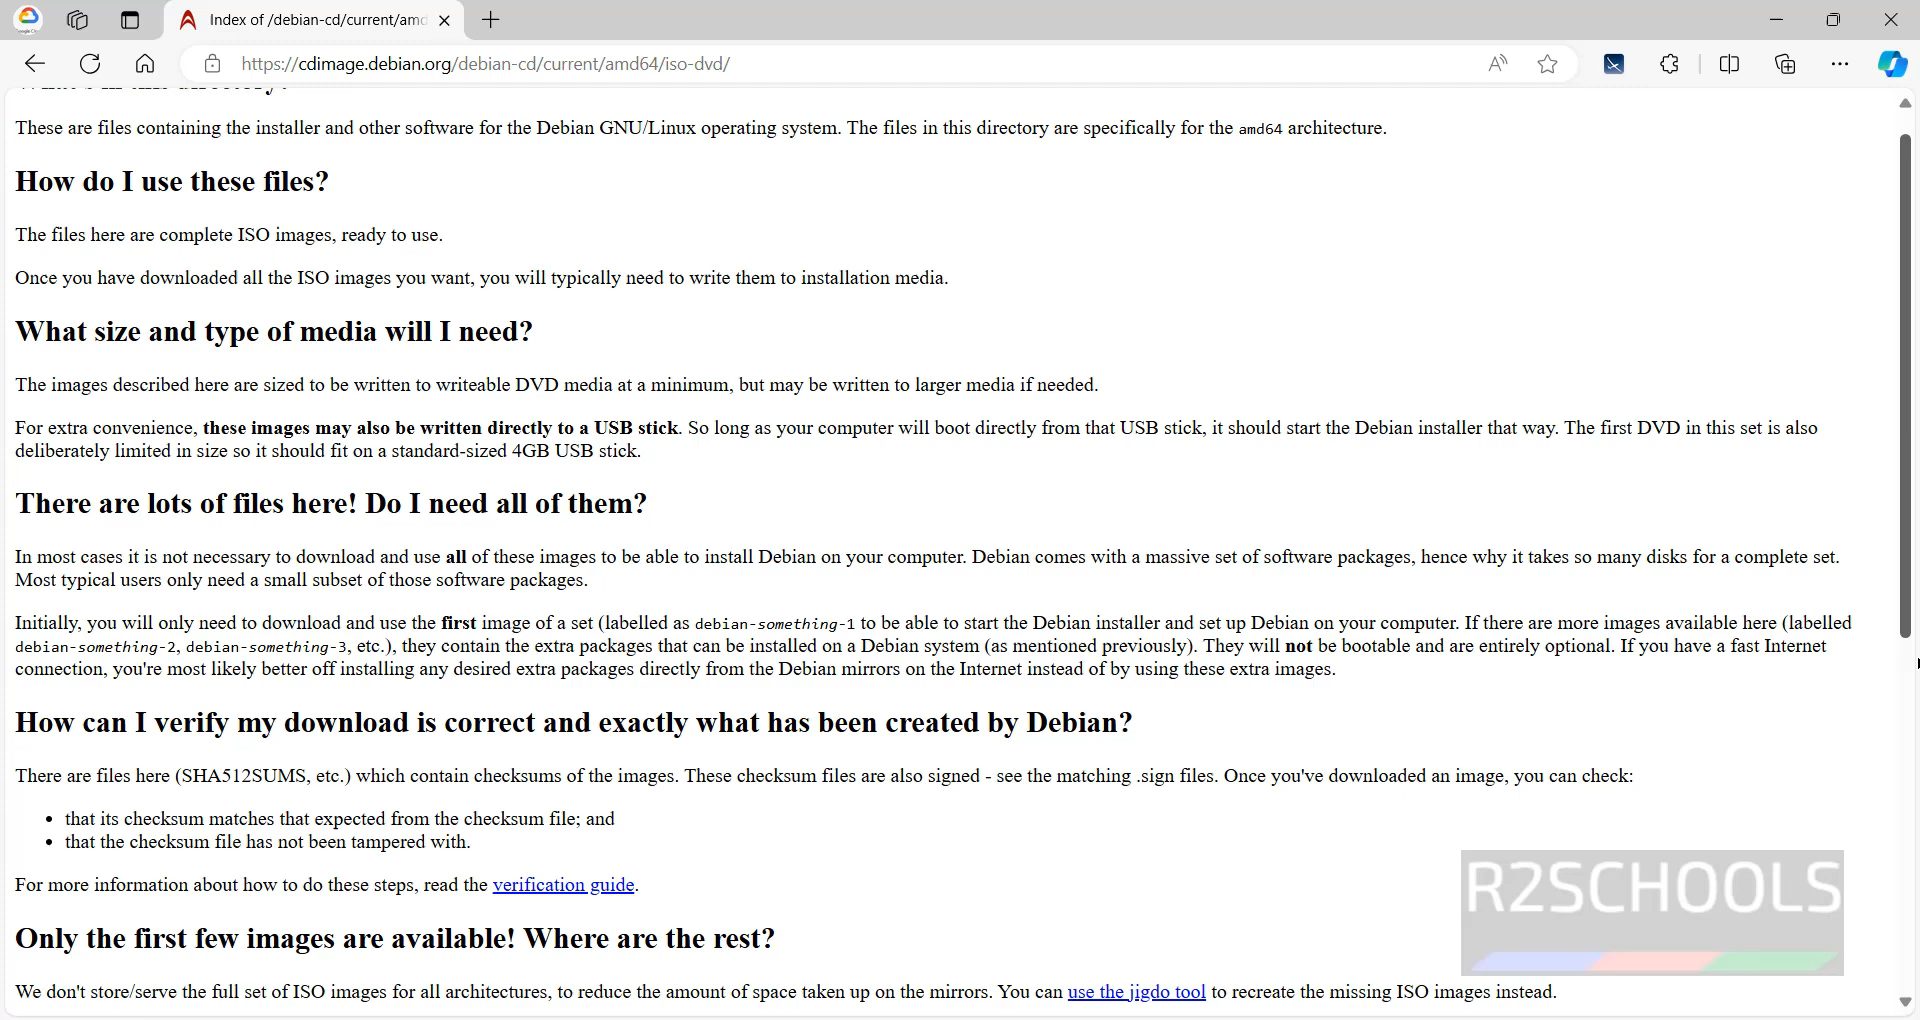 Index of /debian-cd/current/amd
https://cdimage.debian.org/debian-cd/current/amd64/iso-dvd/
What's in this directory?
These are files containing the installer and other software for the Debian GNU/Linux operating system. The files in this directory are specifically for the amd64 architecture.
How do I use these files?
The files here are complete ISO images, ready to use.
Once you have downloaded all the ISO images you want, you will typically need to write them to installation media.
What size and type of media will I need?
The images described here are sized to be written to writeable DVD media at a minimum, but may be written to larger media if needed.
For extra convenience, these images may also be written directly to a USB stick. So long as your computer will boot directly from that USB stick, it should start the Debian installer that way. The first DVD in this set is also
deliberately limited in size so it should fit on a standard-sized 4GB USB stick.
There are lots of files here! Do I need all of them?
In most cases it is not necessary to download and use all of these images to be able to install Debian on your computer. Debian comes with a massive set of software packages, hence why it takes so many disks for a complete set.
Most typical users only need a small subset of those software packages.
Initially, you will only need to download and use the first image of a set (labelled as debian-something-1 to be able to start the Debian installer and set up Debian on your computer. If there are more images available here (labelled
debian-something-2, debian-something-3, etc.), they contain the extra packages that can be installed on a Debian system (as mentioned previously). They will not be bootable and are entirely optional. If you have a fast Internet
connection, you're most likely better off installing any desired extra packages directly from the Debian mirrors on the Internet instead of by using these extra images.
How can I verify my download is correct and exactly what has been created by Debian?
There are files here (SHA512SUMS, etc.) which contain checksums of the images. These checksum files are also signed - see the matching .sign files. Once you've downloaded an image, you can check:
• that its checksum matches that expected from the checksum file; and
• that the checksum file has not been tampered with.
For more information about how to do these steps, read the verification guide.
R2SCHOOLS
Only the first few images are available! Where are the rest?
We don't store/serve the full set of ISO images for all architectures, to reduce the amount of space taken up on the mirrors. You can use the jigdo tool to recreate the missing ISO images instead.